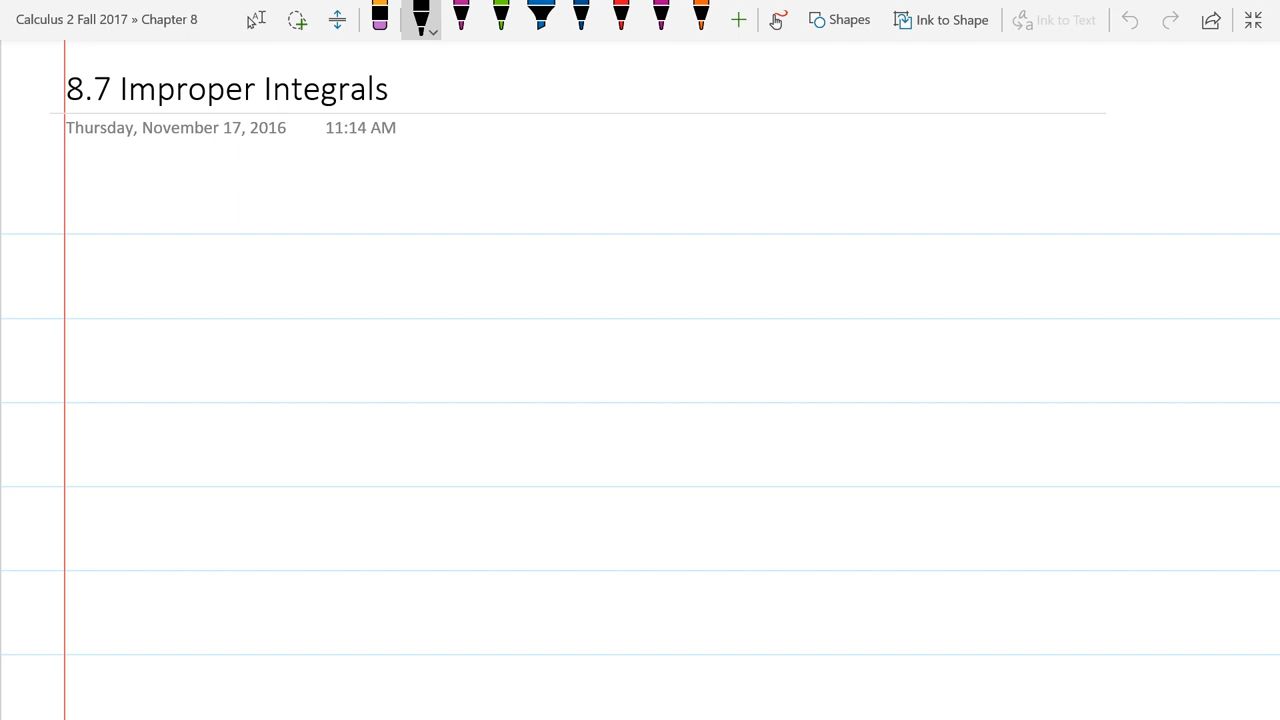 Calculus 2 Fall 2017 » Chapter 8
Shapes
Ink to Shape
Ink to Text
8.7 Improper Integrals
Thursday, November 17, 2016 11:14 AM